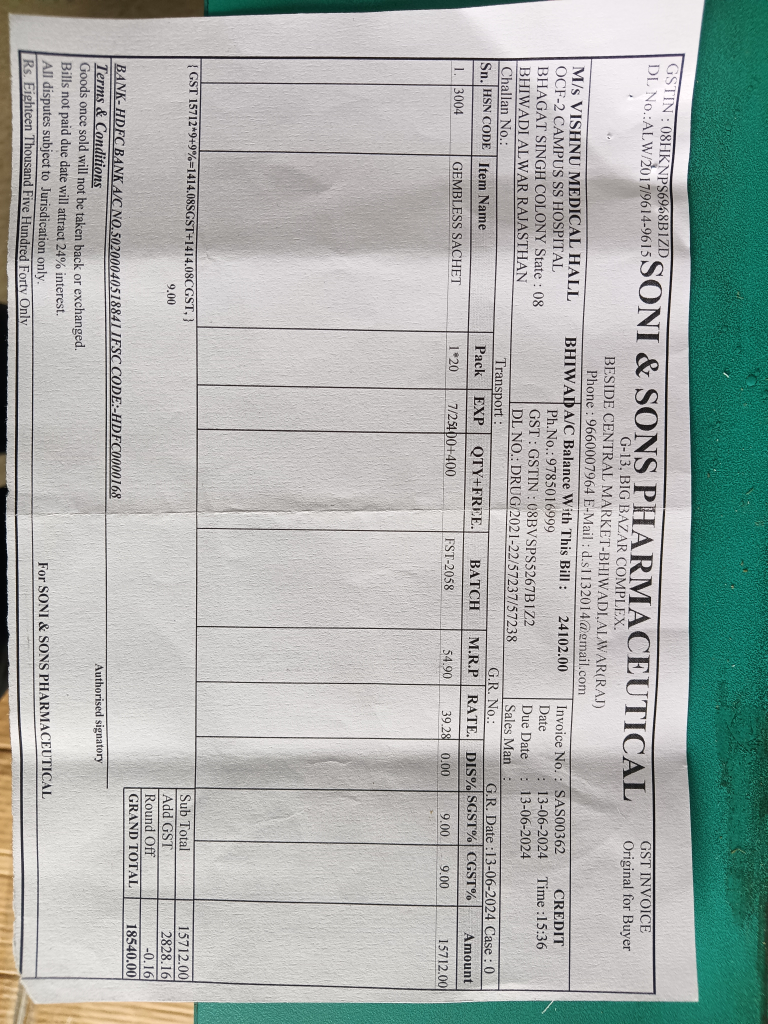 GSTIN : 08HKNPS6968B1ZD
DL No.:ALW/2017/9614-9615
SONI & SONS PHARMACEUTICAL
GST INVOICE
Original for Buyer
G-13, BIG BAZAR COMPLEX,
BESIDE CENTRAL MARKET-BHIWADI,ALWAR(RAJ)
Phone : 9660007964 E-Mail : d.s1132014@gmail.com
M/s VISHNU MEDICAL HALL BHIWAD A/C Balance With This Bill : 24102.00
OCF-2 CAMPUS SS HOSPITAL Ph.No.: 9785016999
BHAGAT SINGH COLONY State : 08 GST : GSTIN : 08BVSPS5267B1Z2
BHIWADI ALWAR RAJASTHAN DL NO.: DRUG/2021-22/57237/57238
Invoice No. : SAS00362 CREDIT
Date : 13-06-2024 Time :15:36
Due Date : 13-06-2024
Sales Man :
Challan No.: Transport : G.R. No.: G.R. Date :13-06-2024 Case : 0
Sn. HSN CODE Item Name Pack EXP QTY+FREE. BATCH M.R.P RATE. DIS% SGST% CGST% Amount
1. 3004 GEMBLESS SACHET 1*20 7/25 400+400 FST-2058 54.90 39.28 0.00 9.00 9.00 15712.00
{ GST 15712*9+9%=1414.08SGST+1414.08CGST, }
9.00
Sub Total 15712.00
Add GST 2828.16
Round Off -0.16
GRAND TOTAL 18540.00
BANK- HDFC BANK A/C NO.50200040518841 IFSC CODE:-HDFC0000168
Terms & Conditions
Goods once sold will not be taken back or exchanged.
Bills not paid due date will attract 24% interest.
All disputes subject to Jurisdication only.
Authorised signatory
For SONI & SONS PHARMACEUTICAL
Rs. Eighteen Thousand Five Hundred Forty Only